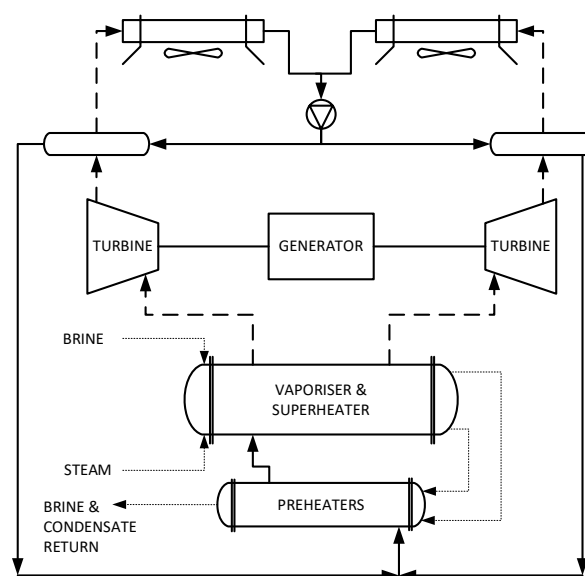 TURBINE
GENERATOR
TURBINE
BRINE
VAPORISER &
SUPERHEATER
STEAM
PREHEATERS
BRINE &
CONDENSATE
RETURN